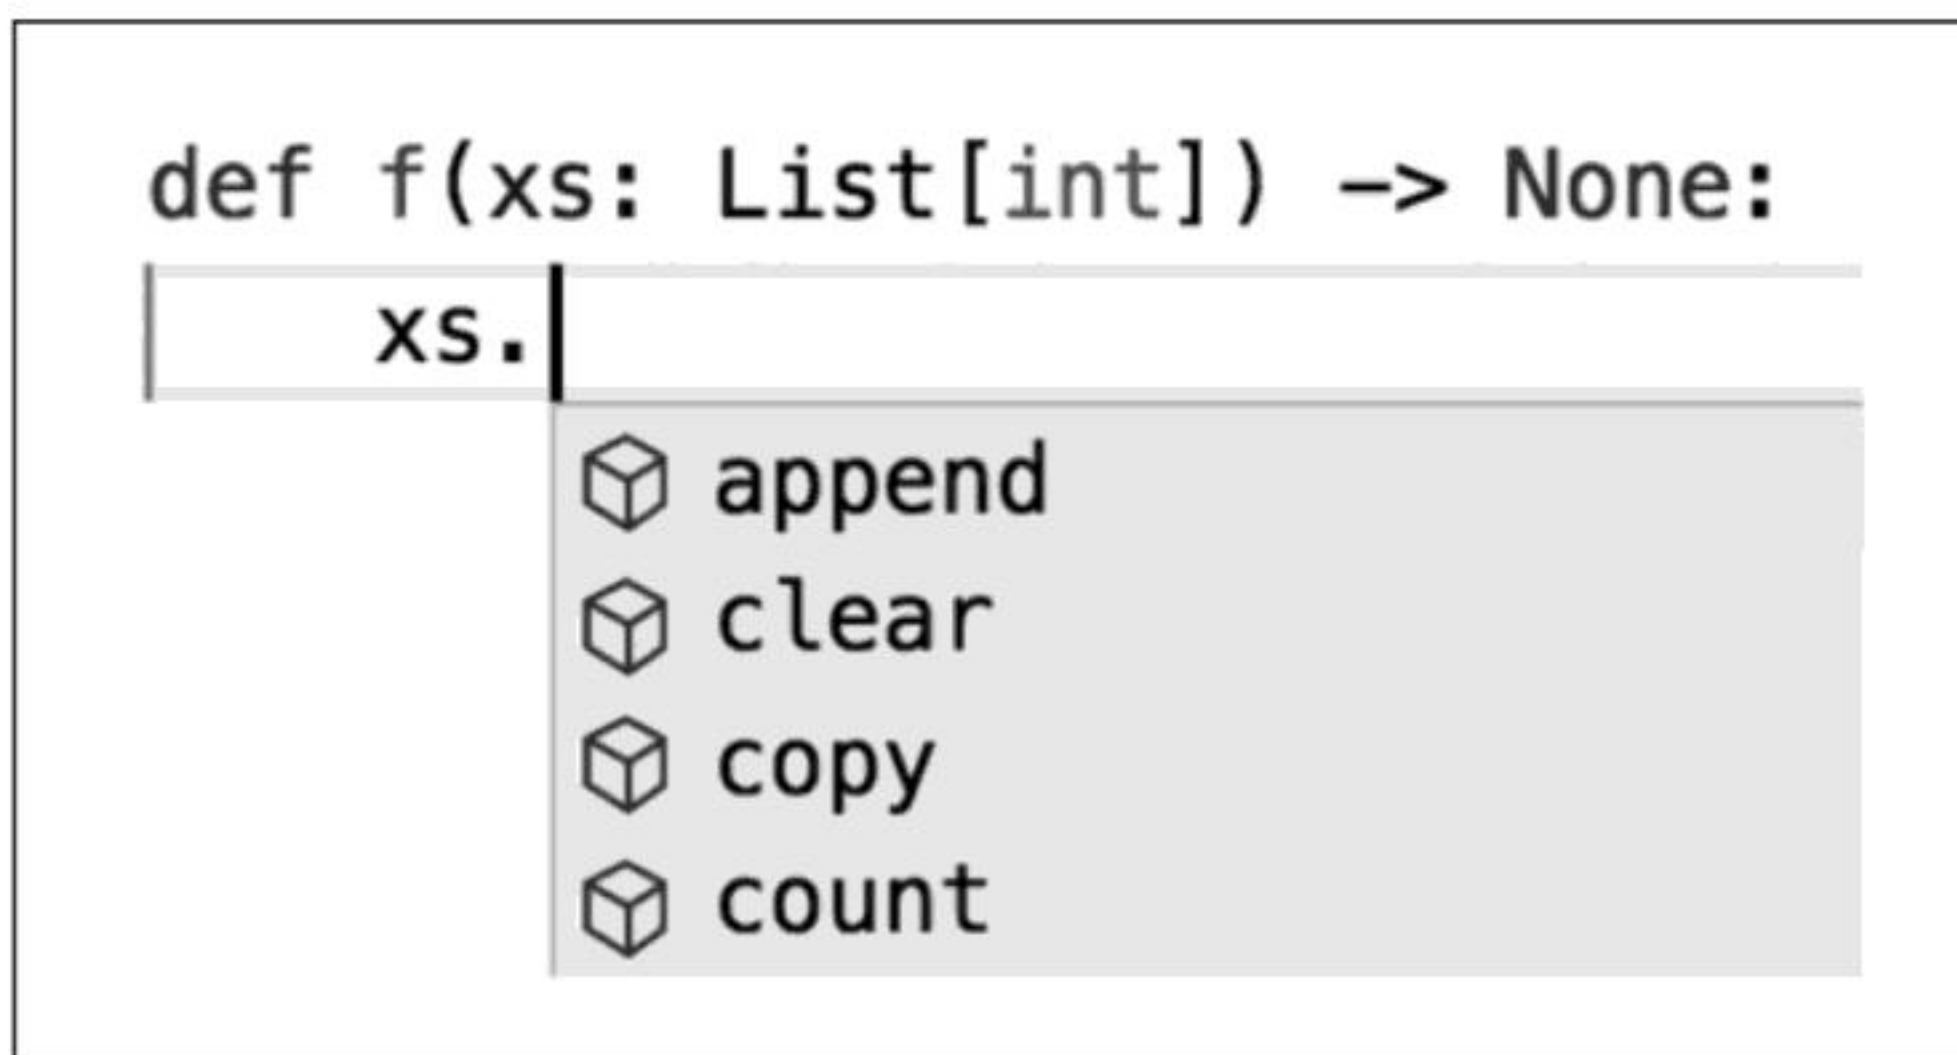 def f(xs: List[int]) -> None:
xs.
append
clear
copy
count